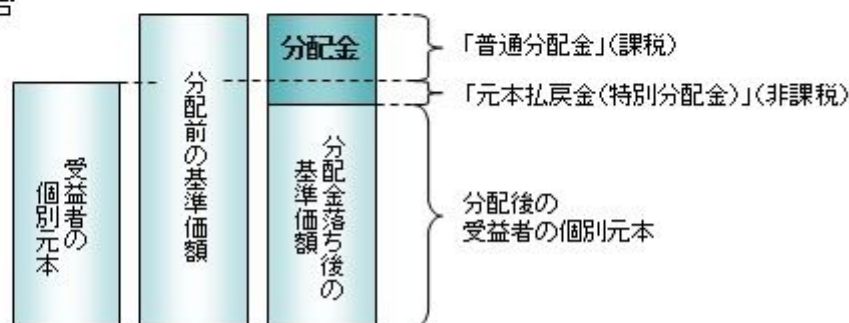 分配金
「普通分配金」(課税)
「元本払戻金(特別分配金)」(非課税)
受益者の
個別元本
分配前の基準価額
分配金落ち後の
基準価額
分配後の
受益者の個別元本